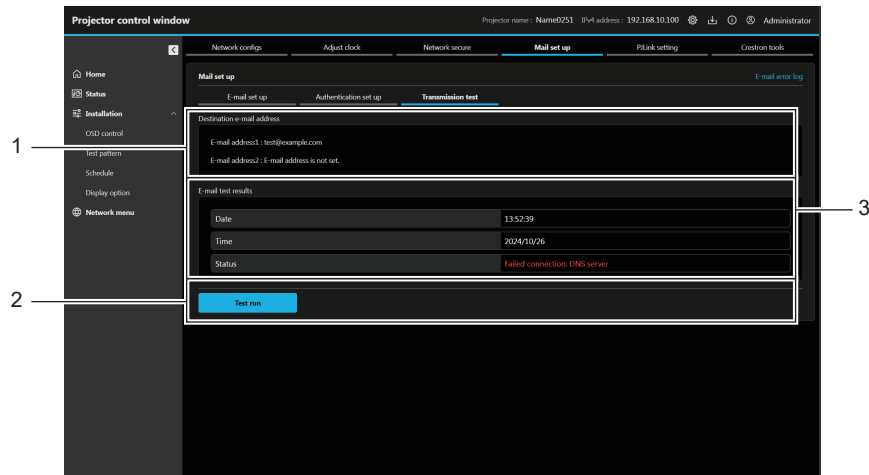 Projector control window
Projector name : Name0251 IPv4 address : 192.168.10.100 Administrator
Network configs Adjust clock Network secure Mail set up PJLink setting Crestron tools
Home
Status
Installation
OSD control
Test pattern
Schedule
Display option
Network menu
Mail set up E-mail error log
E-mail set up Authentication set up Transmission test
Destination e-mail address
E-mail address1 : test@example.com
E-mail address2 : E-mail address is not set.
E-mail test results
Date 13:52:39
Time 2024/10/26
Status Failed connection: DNS server
Test run
1
2
3